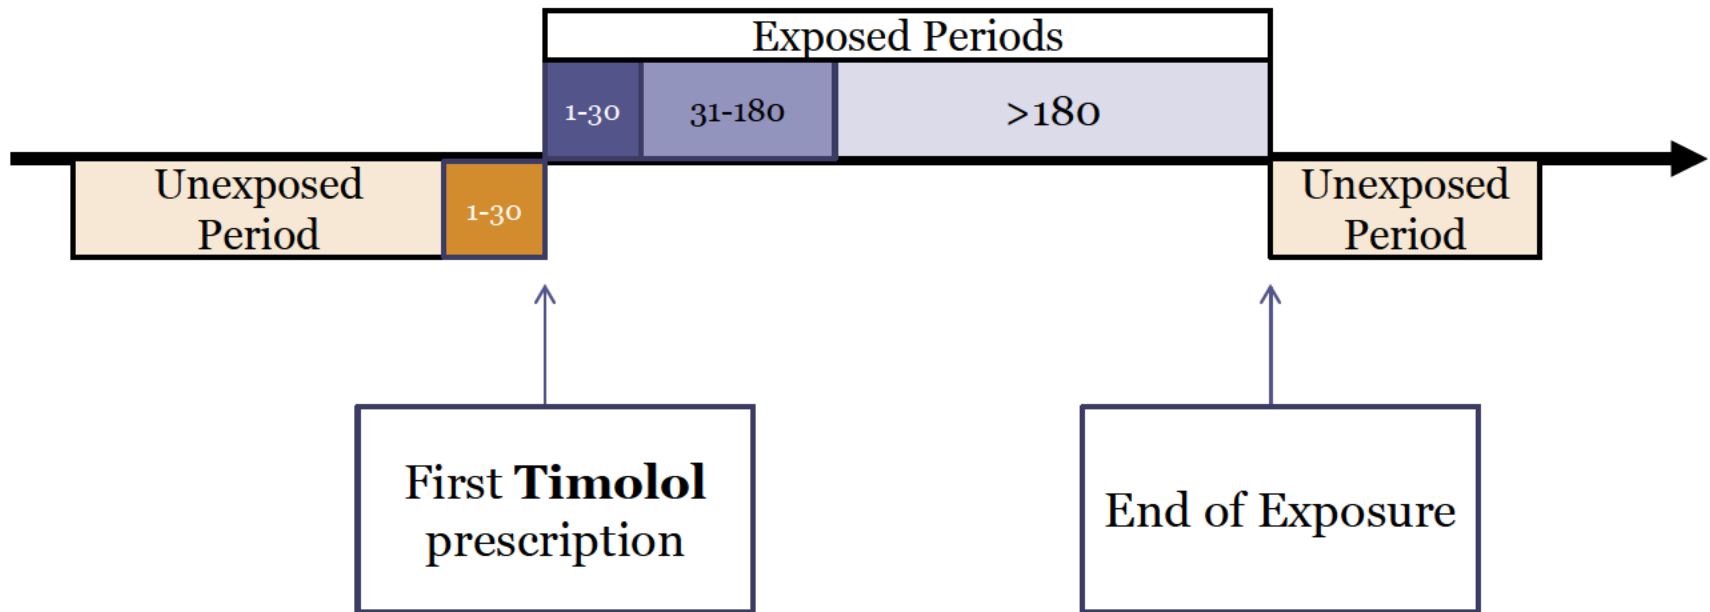 Exposed Periods
1-30
31-180
>180
Unexposed
Period
1-30
Unexposed
Period
First Timolol
prescription
End of Exposure